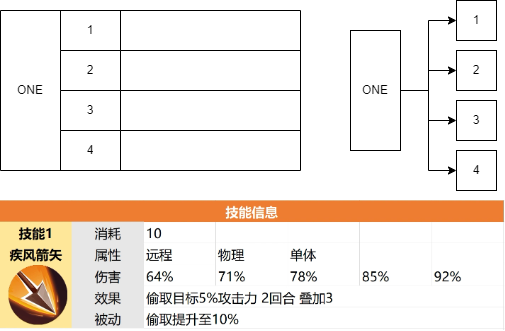 ONE
1
2
3
4
ONE
1
2
3
4
技能信息
技能1 消耗 10
疾风箭矢 属性 远程 物理 单体
伤害 64% 71% 78% 85% 92%
效果 偷取目标5%攻击力 2回合 叠加3
被动 偷取提升至10%